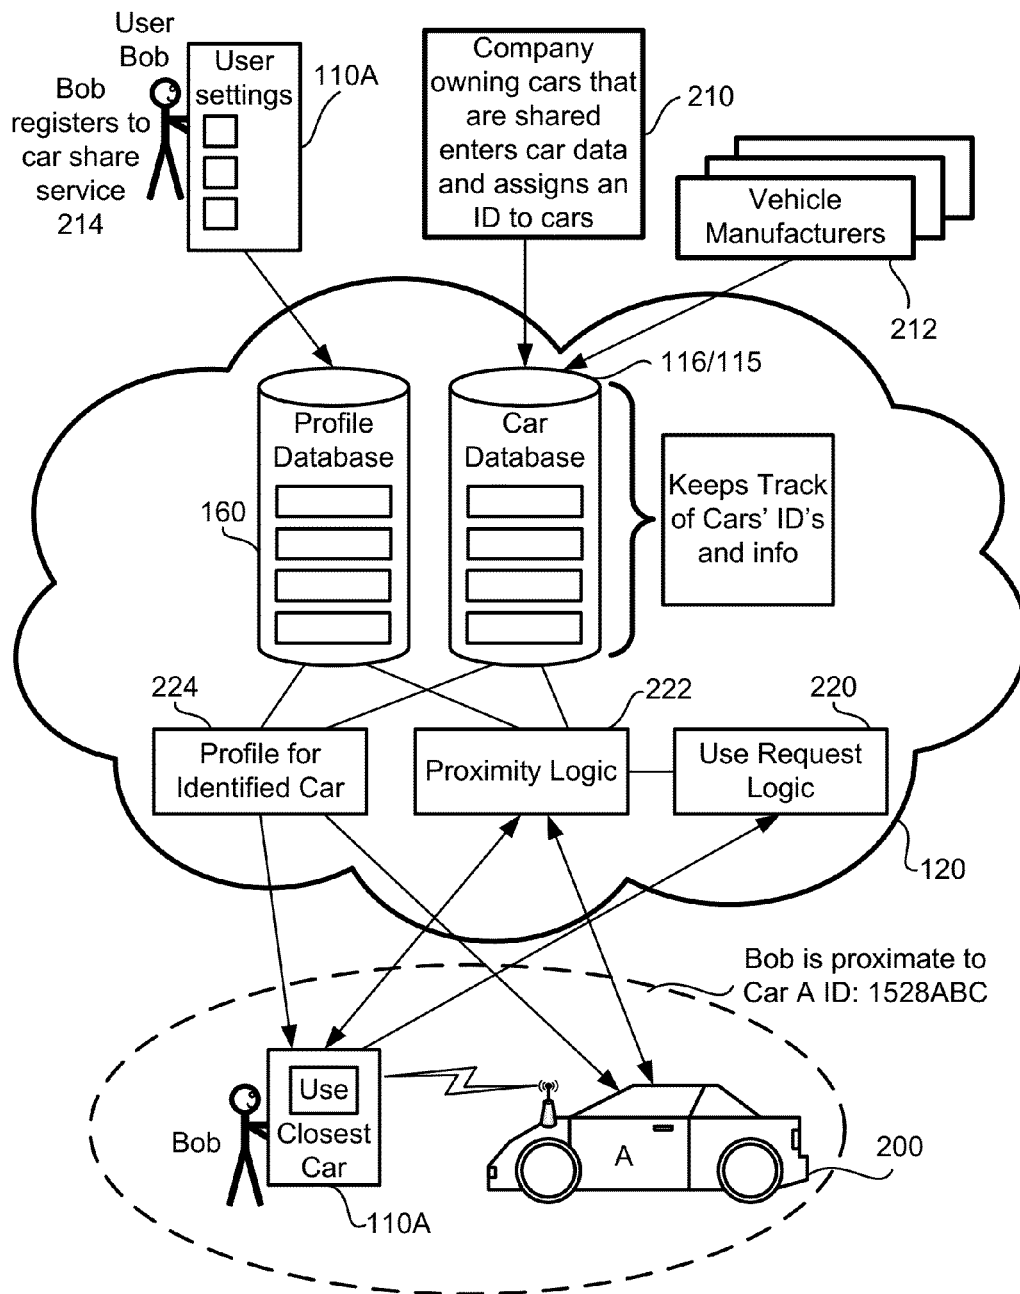 User
Bob
Bob
registers to
car share
service
214
User
settings
110A
Company
owning cars that
are shared
enters car data
and assigns an
ID to cars
210
Vehicle
Manufacturers
212
116/115
Profile
Database
160
Car
Database
Keeps Track
of Cars' ID's
and info
224
Profile for
Identified Car
222
Proximity Logic
220
Use Request
Logic
120
Bob is proximate to
Car A ID: 1528ABC
Bob
Use
Closest
Car
110A
A
200